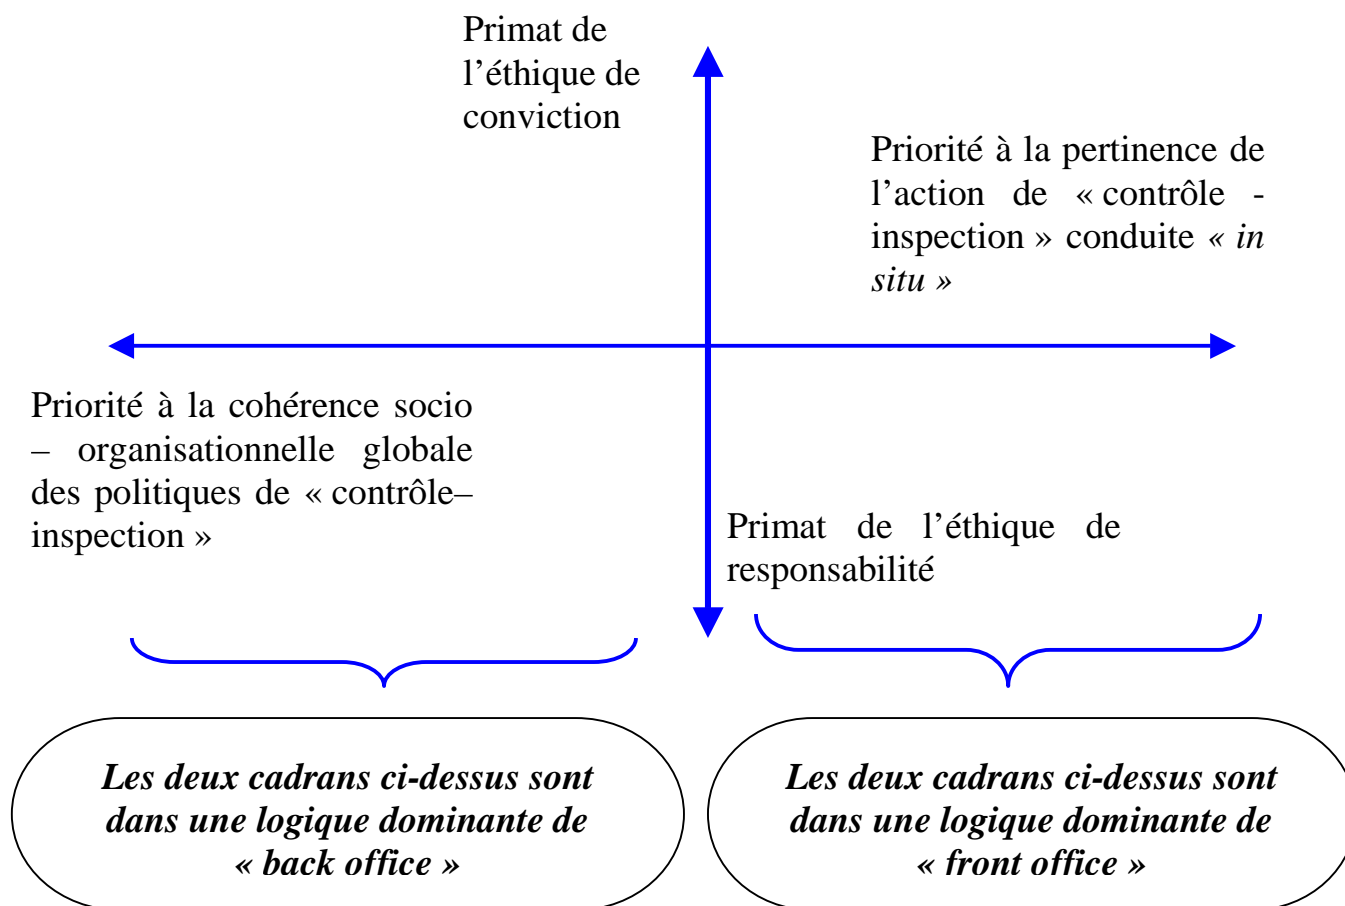 Primat de
l’éthique de
conviction
Priorité à la pertinence de
l’action de « contrôle -
inspection » conduite « in
situ »
Priorité à la cohérence socio
– organisationnelle globale
des politiques de « contrôle–
inspection »
Primat de l’éthique de
responsabilité
Les deux cadrans ci-dessus sont
dans une logique dominante de
« back office »
Les deux cadrans ci-dessus sont
dans une logique dominante de
« front office »